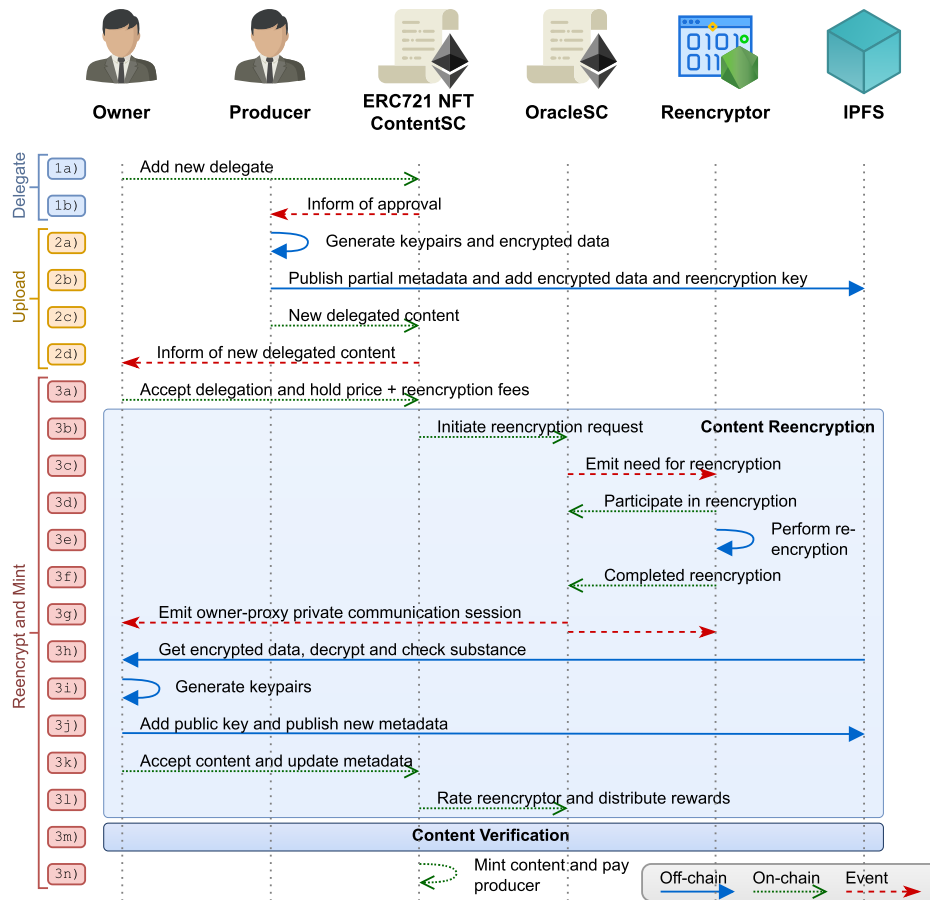 Owner
Producer
ERC721 NFT
ContentSC
OracleSC
Reencryptor
IPFS
0101
011
Delegate
1a)
Add new delegate
1b)
Inform of approval
Upload
2a)
Generate keypairs and encrypted data
2b)
Publish partial metadata and add encrypted data and reencryption key
2c)
New delegated content
2d)
Inform of new delegated content
Reencrypt and Mint
3a)
Accept delegation and hold price + reencryption fees
3b)
Initiate reencryption request
Content Reencryption
3c)
Emit need for reencryption
3d)
Participate in reencryption
3e)
Perform re-
encryption
3f)
Completed reencryption
3g)
Emit owner-proxy private communication session
3h)
Get encrypted data, decrypt and check substance
3i)
Generate keypairs
3j)
Add public key and publish new metadata
3k)
Accept content and update metadata
3l)
Rate reencryptor and distribute rewards
3m)
Content Verification
3n)
Mint content and pay
producer
Off-chain
On-chain
Event